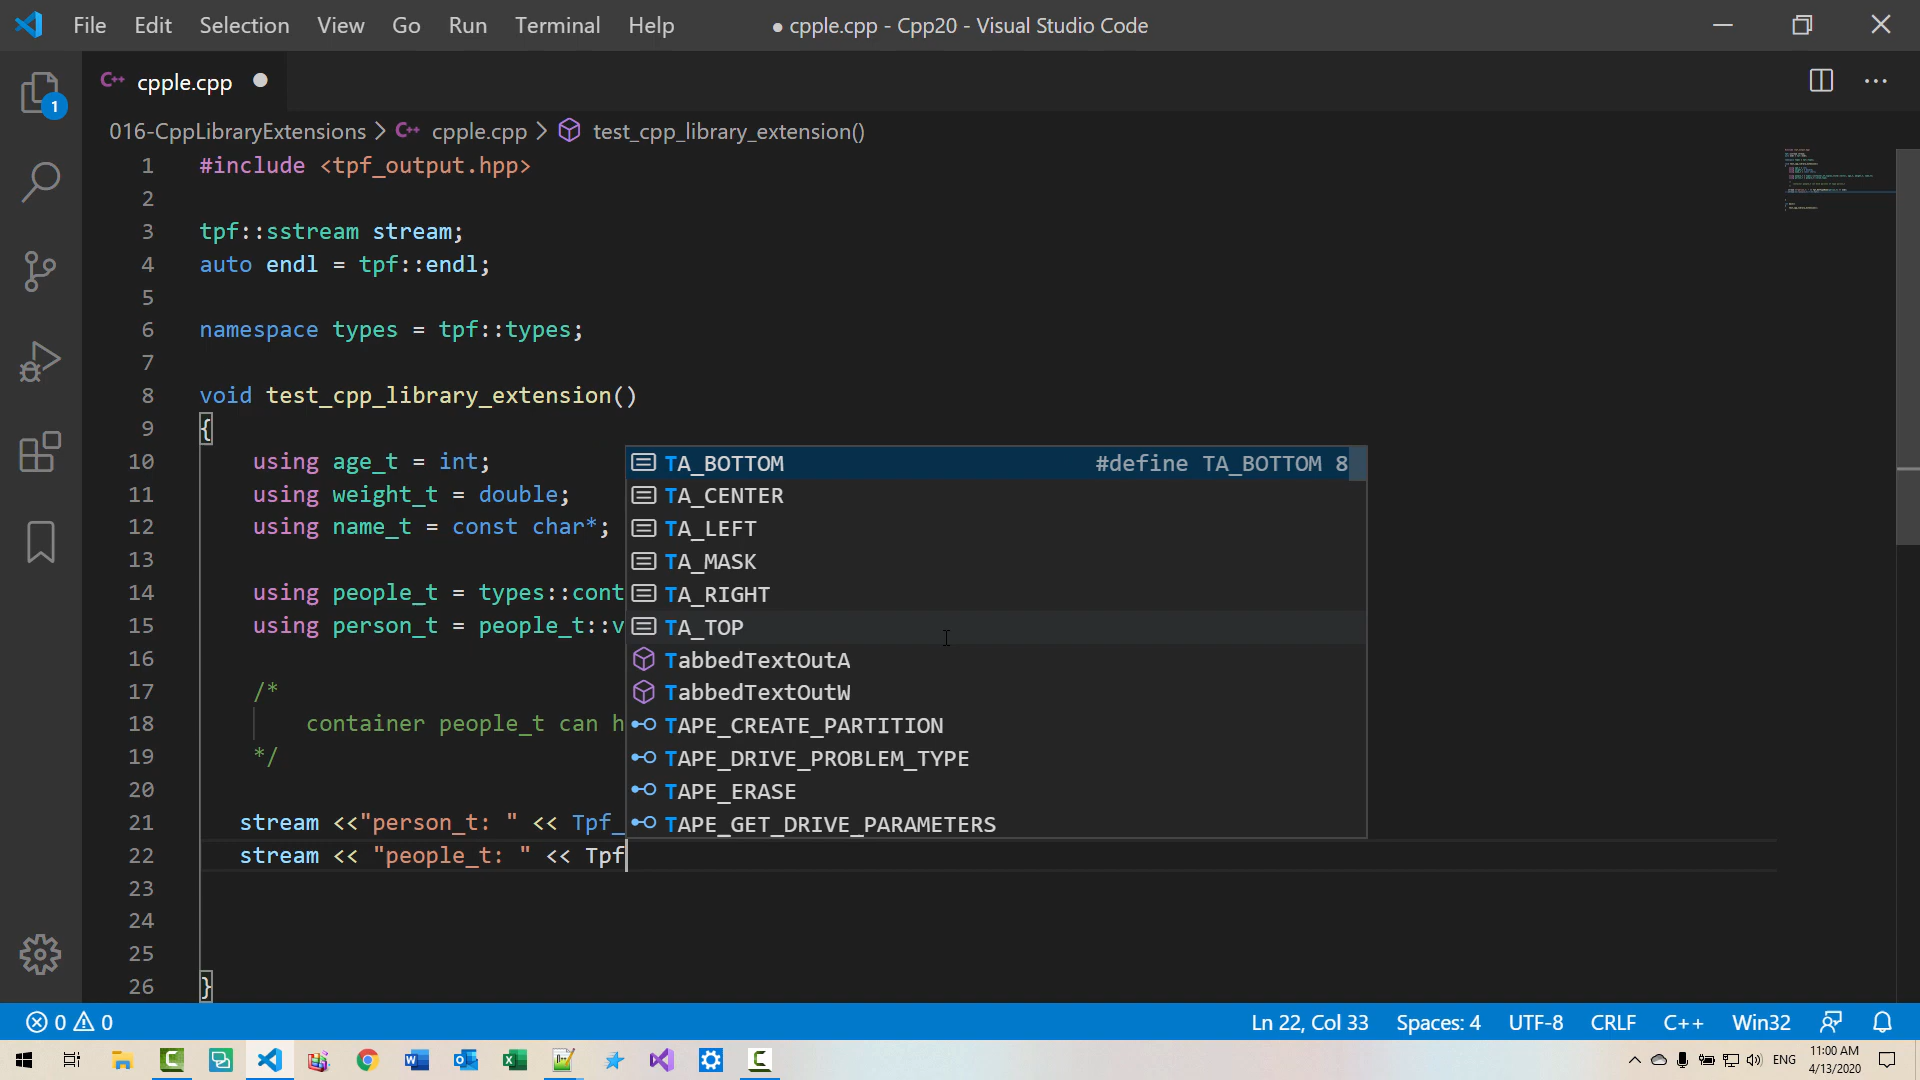 File Edit Selection View Go Run Terminal Help ● cpple.cpp - Cpp20 - Visual Studio Code
cpple.cpp
1
016-CppLibraryExtensions > cpple.cpp > test_cpp_library_extension()
1 #include <tpf_output.hpp>
2
3 tpf::sstream stream;
4 auto endl = tpf::endl;
5
6 namespace types = tpf::types;
7
8 void test_cpp_library_extension()
9 {
10 using age_t = int;
11 using weight_t = double;
12 using name_t = const char*;
13
14 using people_t = types::cont
15 using person_t = people_t::v
16
17 /*
18 container people_t can h
19 */
20
21 stream <<"person_t: " << Tpf_
22 stream << "people_t: " << Tpf
23
24
25
26 }
TA_BOTTOM #define TA_BOTTOM 8
TA_CENTER
TA_LEFT
TA_MASK
TA_RIGHT
TA_TOP
TabbedTextOutA
TabbedTextOutW
TAPE_CREATE_PARTITION
TAPE_DRIVE_PROBLEM_TYPE
TAPE_ERASE
TAPE_GET_DRIVE_PARAMETERS
0 0 Ln 22, Col 33 Spaces: 4 UTF-8 CRLF C++ Win32
ENG 11:00 AM
4/13/2020